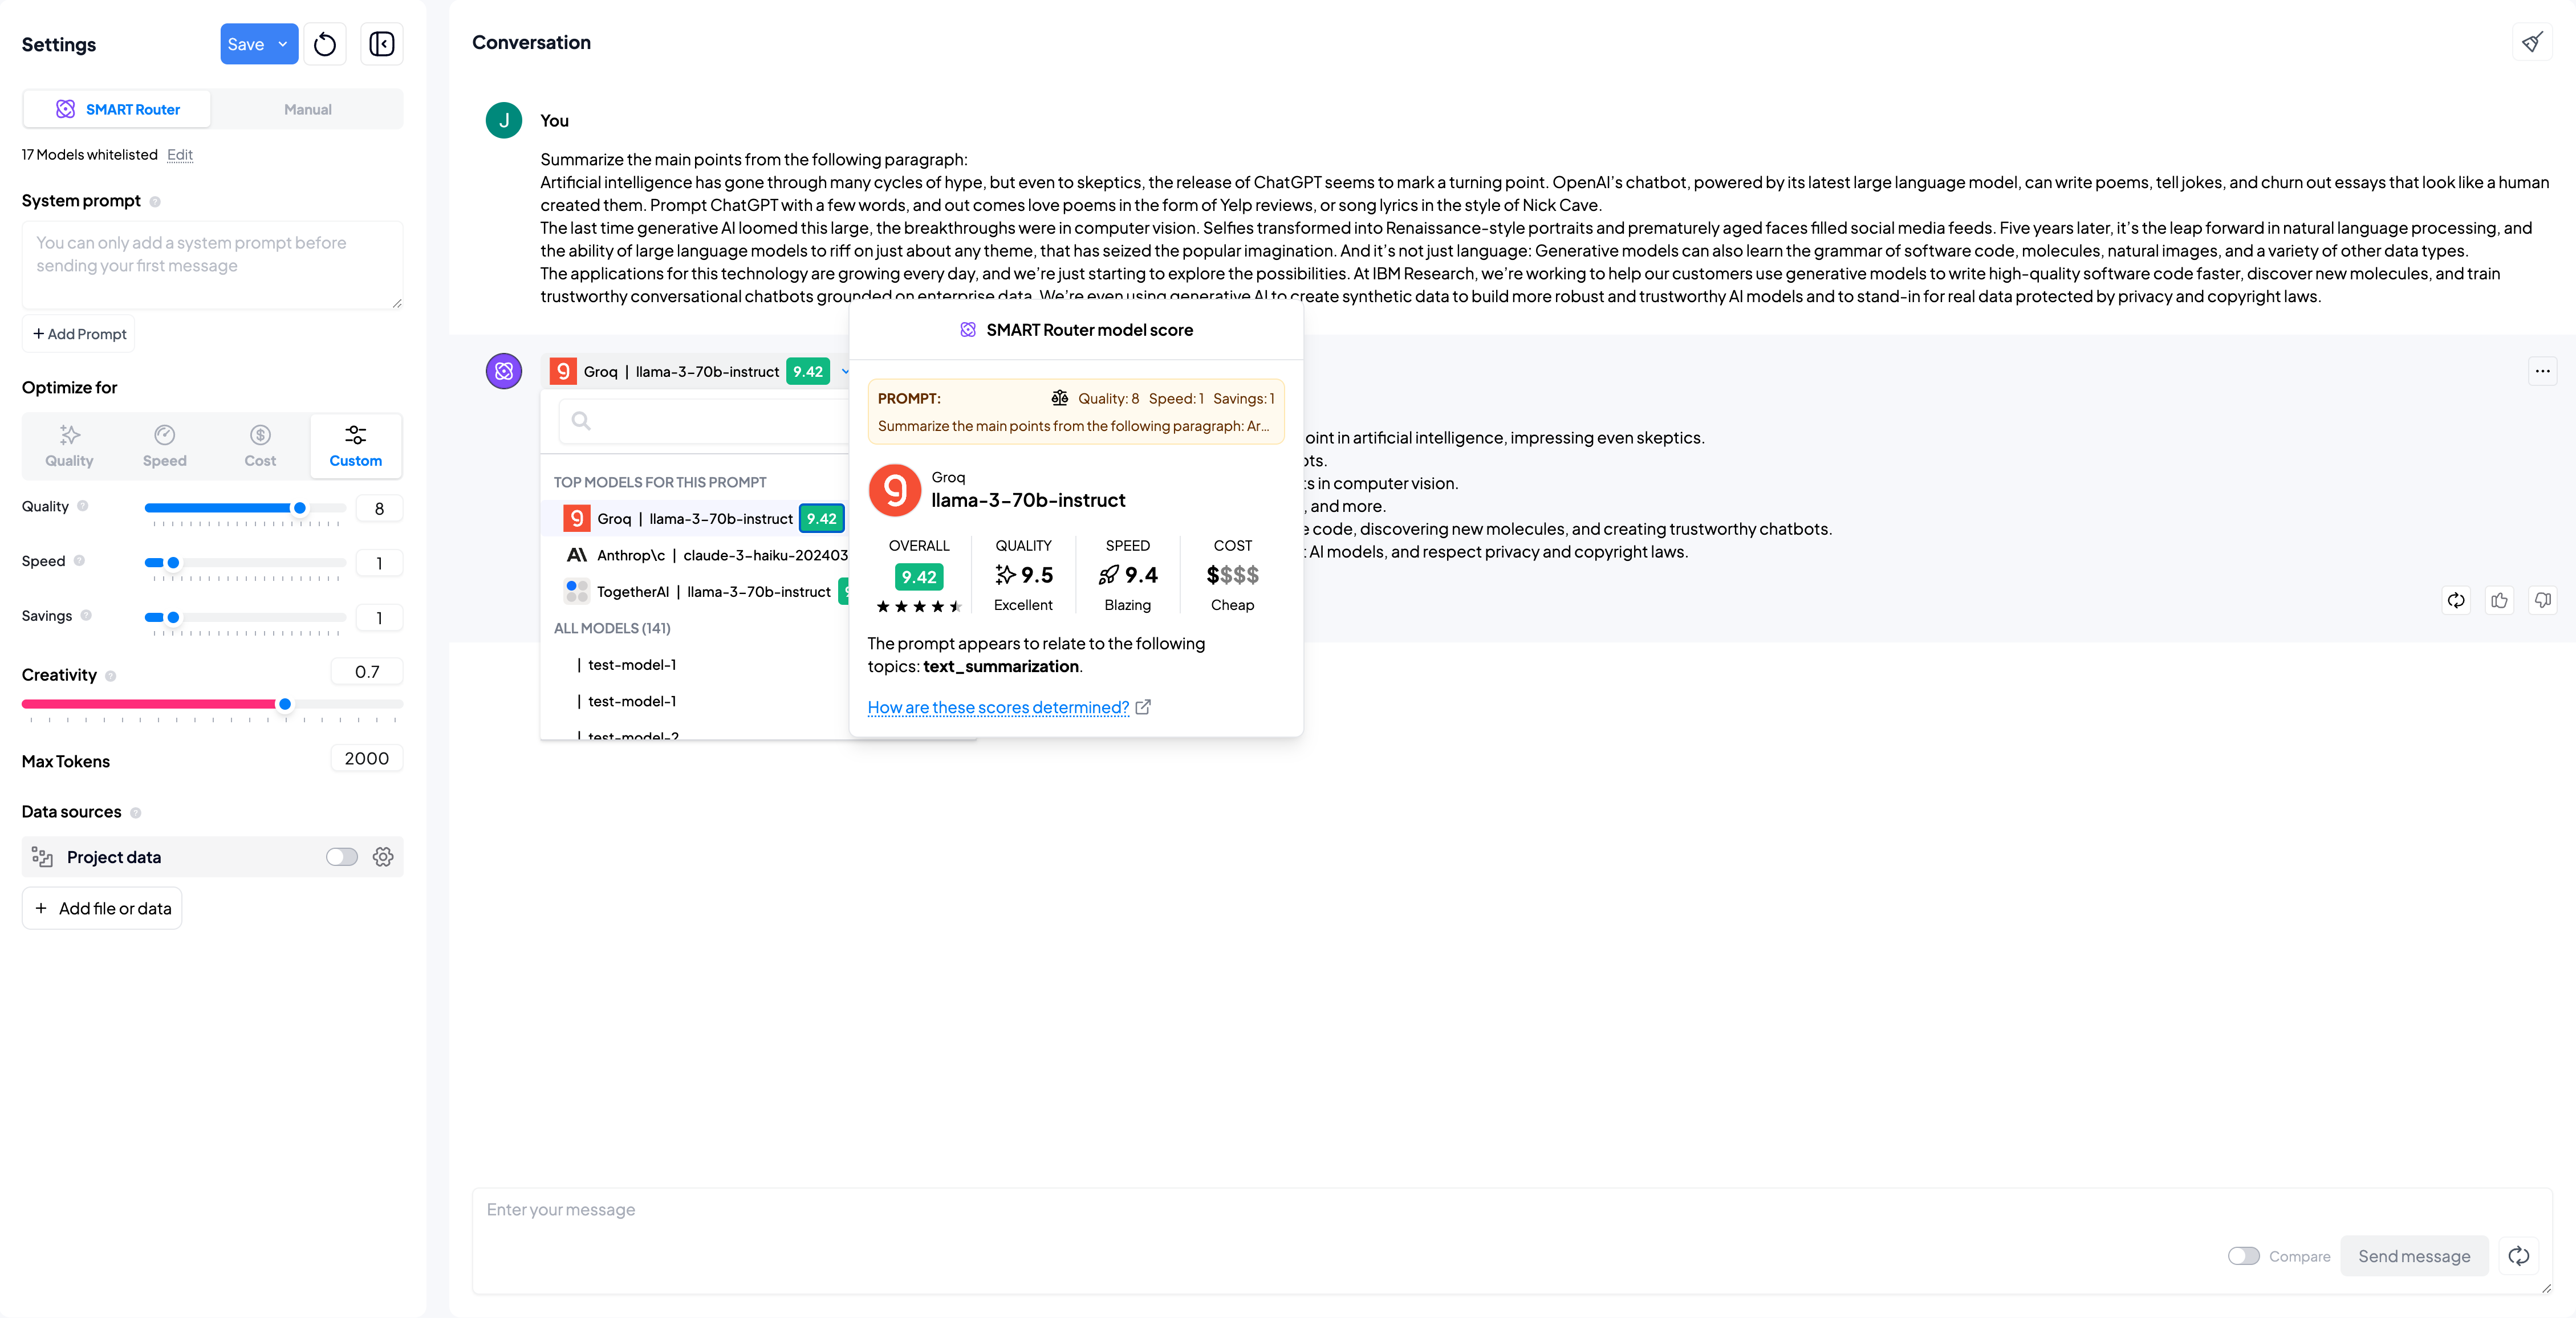 Settings
Save
SMART Router
Manual
17 Models whitelisted Edit
System prompt
You can only add a system prompt before
sending your first message
+ Add Prompt
Optimize for
Quality
Speed
Cost
Custom
Quality 8
Speed 1
Savings 1
Creativity 0.7
Max Tokens 2000
Data sources
Project data
+ Add file or data
Conversation
J
You
Summarize the main points from the following paragraph:
Artificial intelligence has gone through many cycles of hype, but even to skeptics, the release of ChatGPT seems to mark a turning point. OpenAI's chatbot, powered by its latest large language model, can write poems, tell jokes, and churn out essays that look like a human
created them. Prompt ChatGPT with a few words, and out comes love poems in the form of Yelp reviews, or song lyrics in the style of Nick Cave.
The last time generative AI loomed this large, the breakthroughs were in computer vision. Selfies transformed into Renaissance-style portraits and prematurely aged faces filled social media feeds. Five years later, it's the leap forward in natural language processing, and
the ability of large language models to riff on just about any theme, that has seized the popular imagination. And it's not just language: Generative models can also learn the grammar of software code, molecules, natural images, and a variety of other data types.
The applications for this technology are growing every day, and we're just starting to explore the possibilities. At IBM Research, we're working to help our customers use generative models to write high-quality software code faster, discover new molecules, and train
trustworthy conversational chatbots grounded on enterprise data. We're even using generative AI to create synthetic data to build more robust and trustworthy AI models and to stand-in for real data protected by privacy and copyright laws.
Groq | llama-3-70b-instruct 9.42
TOP MODELS FOR THIS PROMPT
Groq | llama-3-70b-instruct 9.42
Anthrop\c | claude-3-haiku-202403
TogetherAI | llama-3-70b-instruct
ALL MODELS (141)
| test-model-1
| test-model-1
| test-model-2
SMART Router model score
PROMPT: Quality: 8 Speed: 1 Savings: 1
Summarize the main points from the following paragraph: Ar...
Groq
llama-3-70b-instruct
OVERALL QUALITY SPEED COST
9.42 9.5 9.4 $$$$
Excellent Blazing Cheap
The prompt appears to relate to the following
topics: text_summarization.
How are these scores determined?
in artificial intelligence, impressing even skeptics.
in computer vision.
, and more.
code, discovering new molecules, and creating trustworthy chatbots.
AI models, and respect privacy and copyright laws.
Enter your message
Compare
Send message